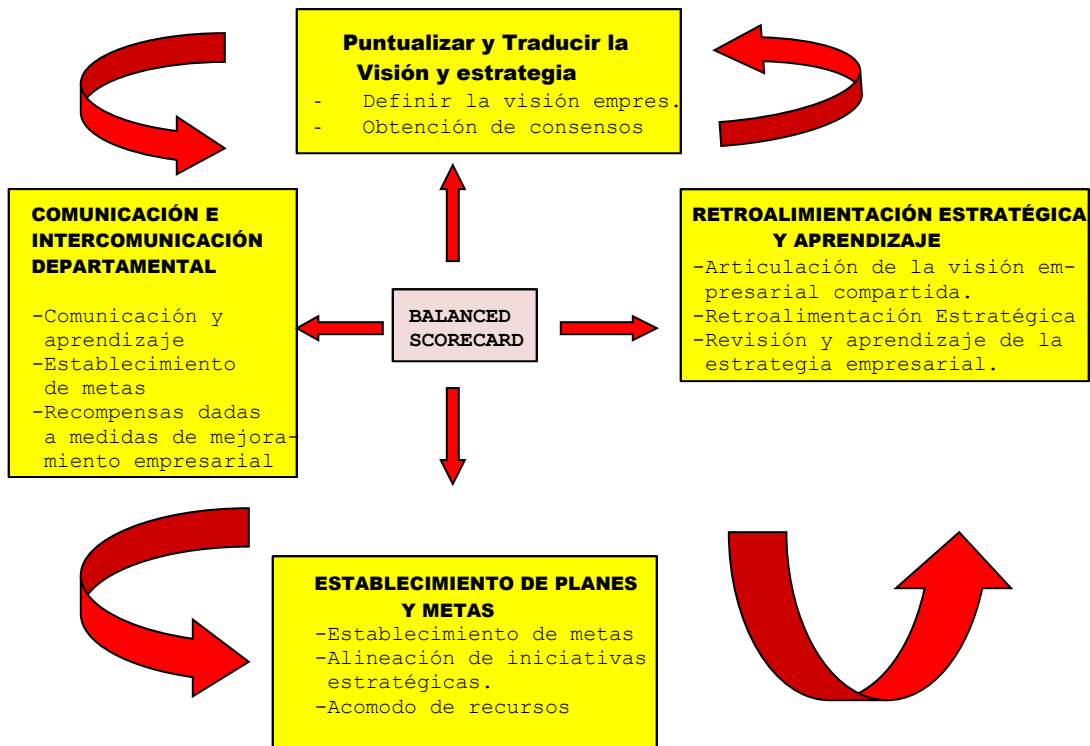 Puntualizar y Traducir la
Visión y estrategia
- Definir la visión empres.
- Obtención de consensos
COMUNICACIÓN E
INTERCOMUNICACIÓN
DEPARTAMENTAL
-Comunicación y
aprendizaje
-Establecimiento
de metas
-Recompensas dadas
a medidas de mejora-
miento empresarial
BALANCED
SCORECARD
RETROALIMENTACIÓN ESTRATÉGICA
Y APRENDIZAJE
-Articulación de la visión em-
presarial compartida.
-Retroalimentación Estratégica
-Revisión y aprendizaje de la
estrategia empresarial.
ESTABLECIMIENTO DE PLANES
Y METAS
-Establecimiento de metas
-Alineación de iniciativas
estratégicas.
-Acomodo de recursos